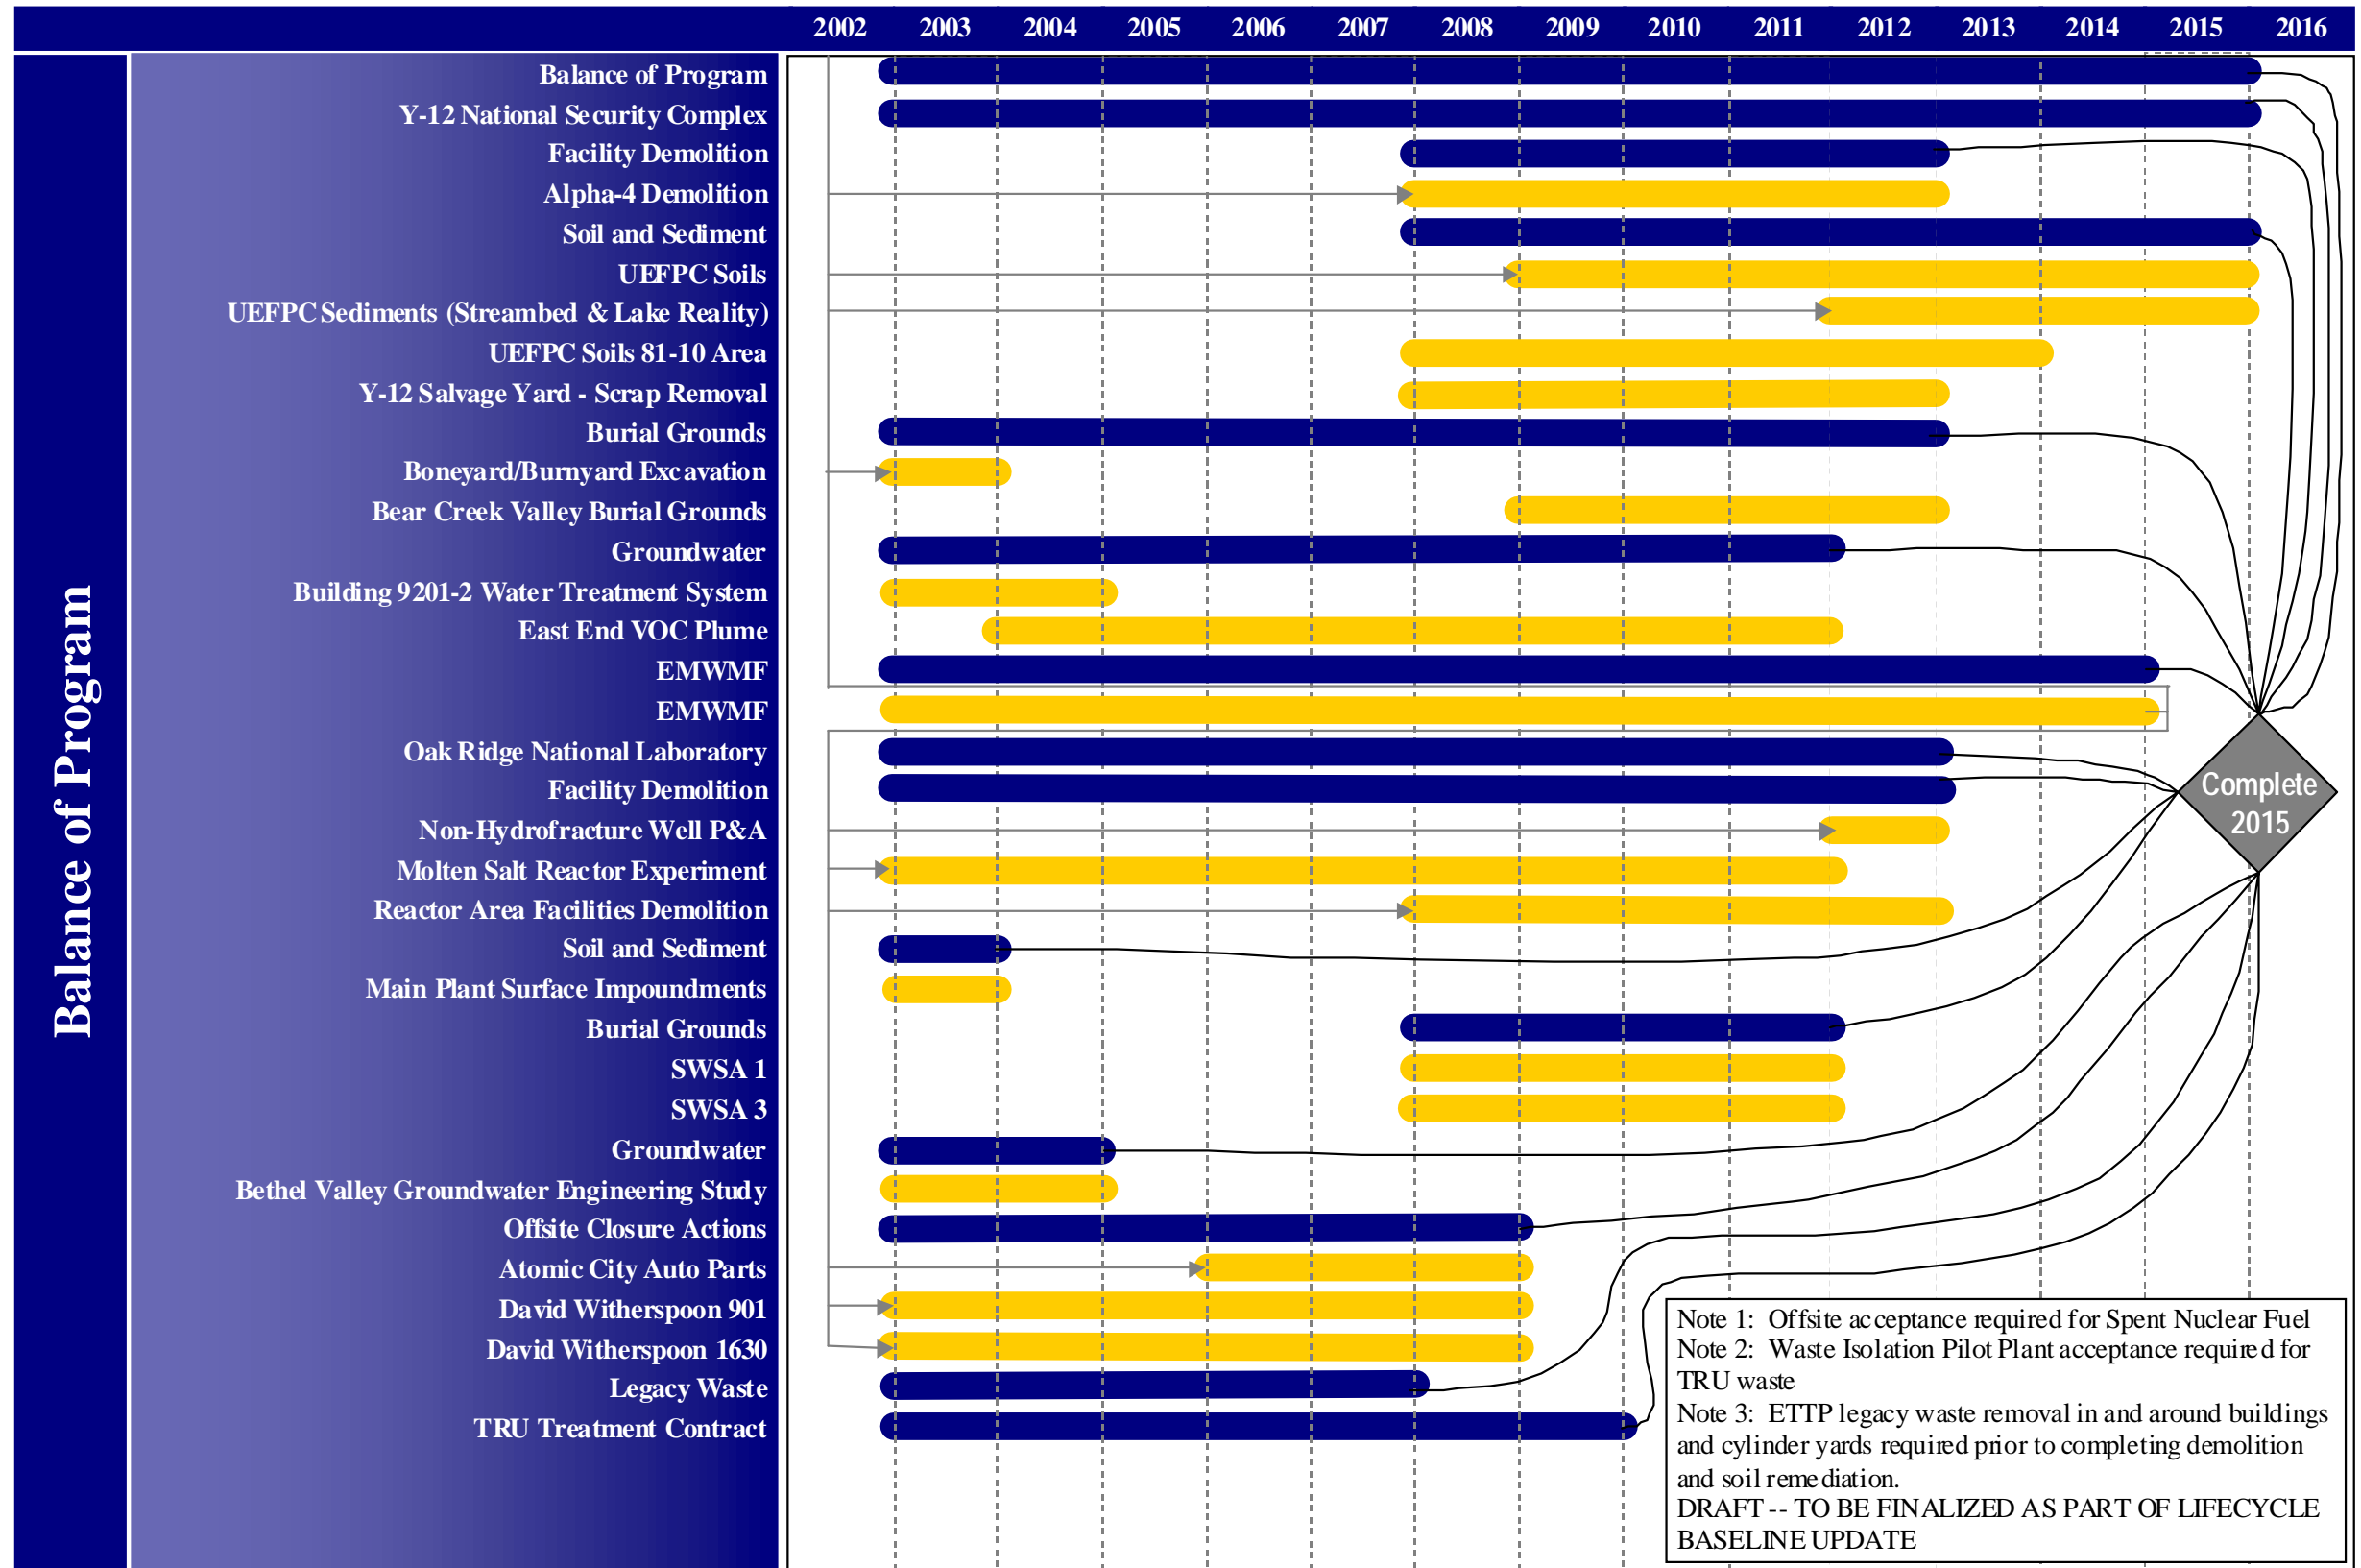 2002 2003 2004 2005 2006 2007 2008 2009 2010 2011 2012 2013 2014 2015 2016
Balance of Program
Balance of Program
Y-12 National Security Complex
Facility Demolition
Alpha-4 Demolition
Soil and Sediment
UEFPC Soils
UEFPC Sediments (Streambed & Lake Reality)
UEFPC Soils 81-10 Area
Y-12 Salvage Yard - Scrap Removal
Burial Grounds
Boneyard/Burnyard Excavation
Bear Creek Valley Burial Grounds
Groundwater
Building 9201-2 Water Treatment System
East End VOC Plume
EMWMF
EMWMF
Oak Ridge National Laboratory
Facility Demolition
Non-Hydrofracture Well P&A
Molten Salt Reactor Experiment
Reactor Area Facilities Demolition
Soil and Sediment
Main Plant Surface Impoundments
Burial Grounds
SWSA 1
SWSA 3
Groundwater
Bethel Valley Groundwater Engineering Study
Offsite Closure Actions
Atomic City Auto Parts
David Witherspoon 901
David Witherspoon 1630
Legacy Waste
TRU Treatment Contract
Complete
2015
Note 1: Offsite acceptance required for Spent Nuclear Fuel
Note 2: Waste Isolation Pilot Plant acceptance required for
TRU waste
Note 3: ETTP legacy waste removal in and around buildings
and cylinder yards required prior to completing demolition
and soil remediation.
DRAFT -- TO BE FINALIZED AS PART OF LIFECYCLE
BASELINE UPDATE